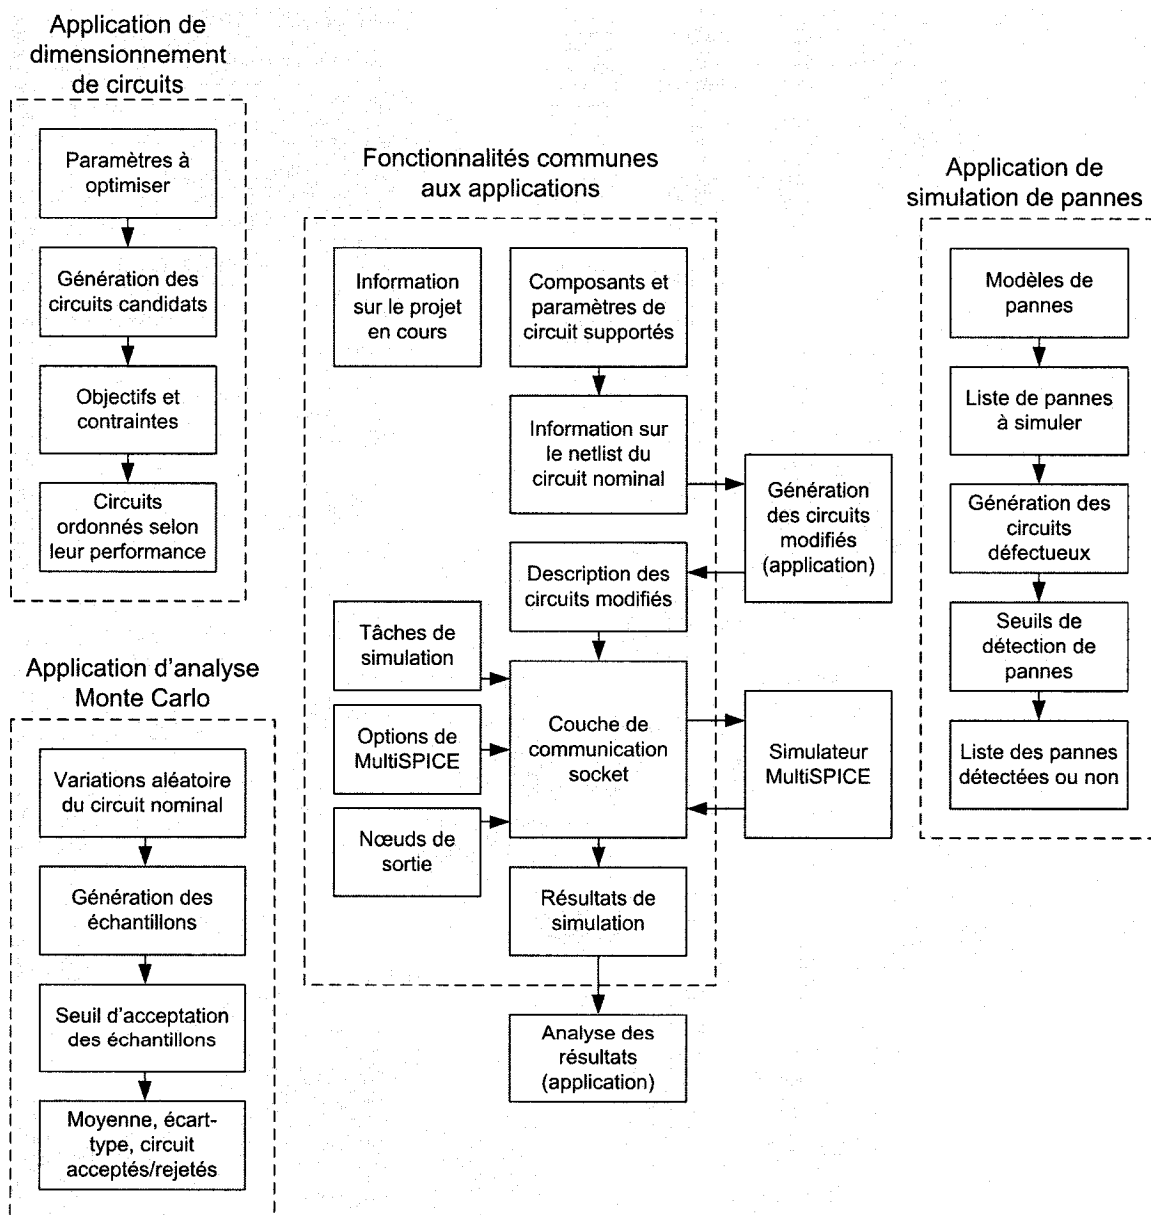 Application de
dimensionnement
de circuits
Paramètres à
optimiser
Génération des
circuits candidats
Objectifs et
contraintes
Circuits
ordonnés selon
leur performance
Application d'analyse
Monte Carlo
Variations aléatoire
du circuit nominal
Génération des
échantillons
Seuil d'acceptation
des échantillons
Moyenne, écart-
type, circuit
acceptés/rejetés
Fonctionnalités communes
aux applications
Information
sur le projet
en cours
Composants et
paramètres de
circuit supportés
Information sur
le netlist du
circuit nominal
Génération
des circuits
modifiés
(application)
Description des
circuits modifiés
Tâches de
simulation
Options de
MultiSPICE
Nœuds de
sortie
Couche de
communication
socket
Simulateur
MultiSPICE
Résultats de
simulation
Analyse des
résultats
(application)
Application de
simulation de pannes
Modèles de
pannes
Liste de pannes
à simuler
Génération des
circuits
défectueux
Seuils de
détection de
pannes
Liste des pannes
détectées ou non